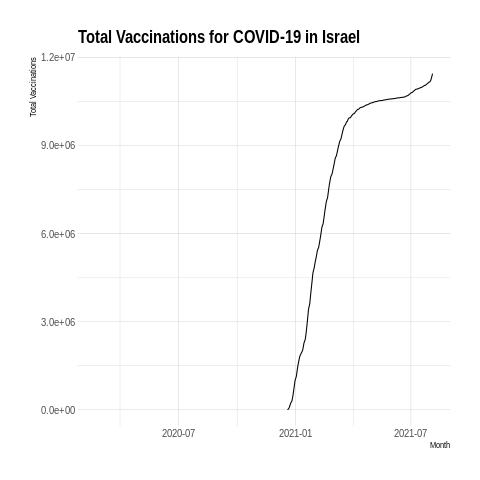 Total Vaccinations for COVID-19 in Israel
Total Vaccinations
1.2e+07
9.0e+06
6.0e+06
3.0e+06
0.0e+00
2020-07 2021-01 2021-07
Month